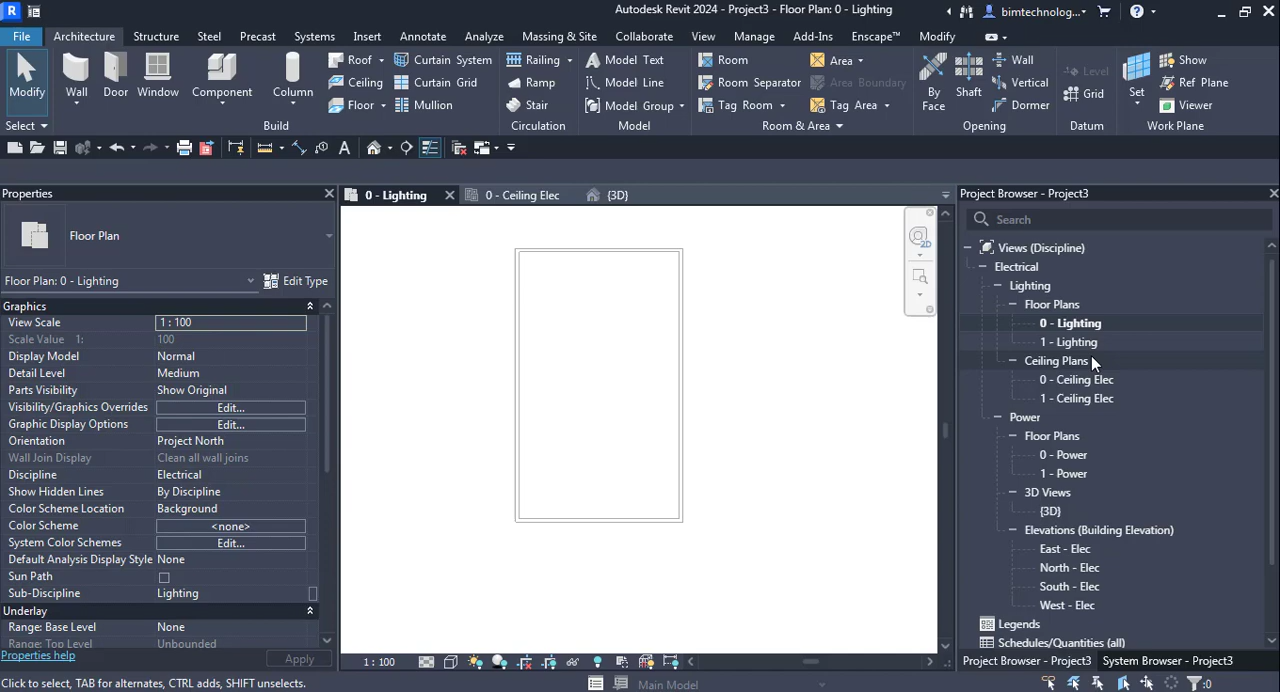 R Autodesk Revit 2024 - Project3 - Floor Plan: 0 - Lighting bimtechnolog... ?
File Architecture Structure Steel Precast Systems Insert Annotate Analyze Massing & Site Collaborate View Manage Add-Ins Enscape™ Modify
Modify Wall Door Window Component Column
Roof Curtain System
Ceiling Curtain Grid
Floor Mullion
Railing
Ramp
Stair
Model Text
Model Line
Model Group
Room
Room Separator
Tag Room
Area
Area Boundary
Tag Area
By Face
Shaft
Wall
Vertical
Dormer
Level
Grid
Set
Show
Ref Plane
Viewer
Select Build Circulation Model Room & Area Opening Datum Work Plane
Properties
0 - Lighting 0 - Ceiling Elec {3D}
Floor Plan
Floor Plan: 0 - Lighting Edit Type
Graphics
View Scale 1 : 100
Scale Value 1: 100
Display Model Normal
Detail Level Medium
Parts Visibility Show Original
Visibility/Graphics Overrides Edit...
Graphic Display Options Edit...
Orientation Project North
Wall Join Display Clean all wall joins
Discipline Electrical
Show Hidden Lines By Discipline
Color Scheme Location Background
Color Scheme <none>
System Color Schemes Edit...
Default Analysis Display Style None
Sun Path
Sub-Discipline Lighting
Underlay
Range: Base Level None
Range: Top Level Unbounded
Properties help Apply
2D
1 : 100
Project Browser - Project3
Search
Views (Discipline)
Electrical
Lighting
Floor Plans
0 - Lighting
1 - Lighting
Ceiling Plans
0 - Ceiling Elec
1 - Ceiling Elec
Power
Floor Plans
0 - Power
1 - Power
3D Views
{3D}
Elevations (Building Elevation)
East - Elec
North - Elec
South - Elec
West - Elec
Legends
Schedules/Quantities (all)
Project Browser - Project3 System Browser - Project3
Click to select, TAB for alternates, CTRL adds, SHIFT unselects. Main Model :0